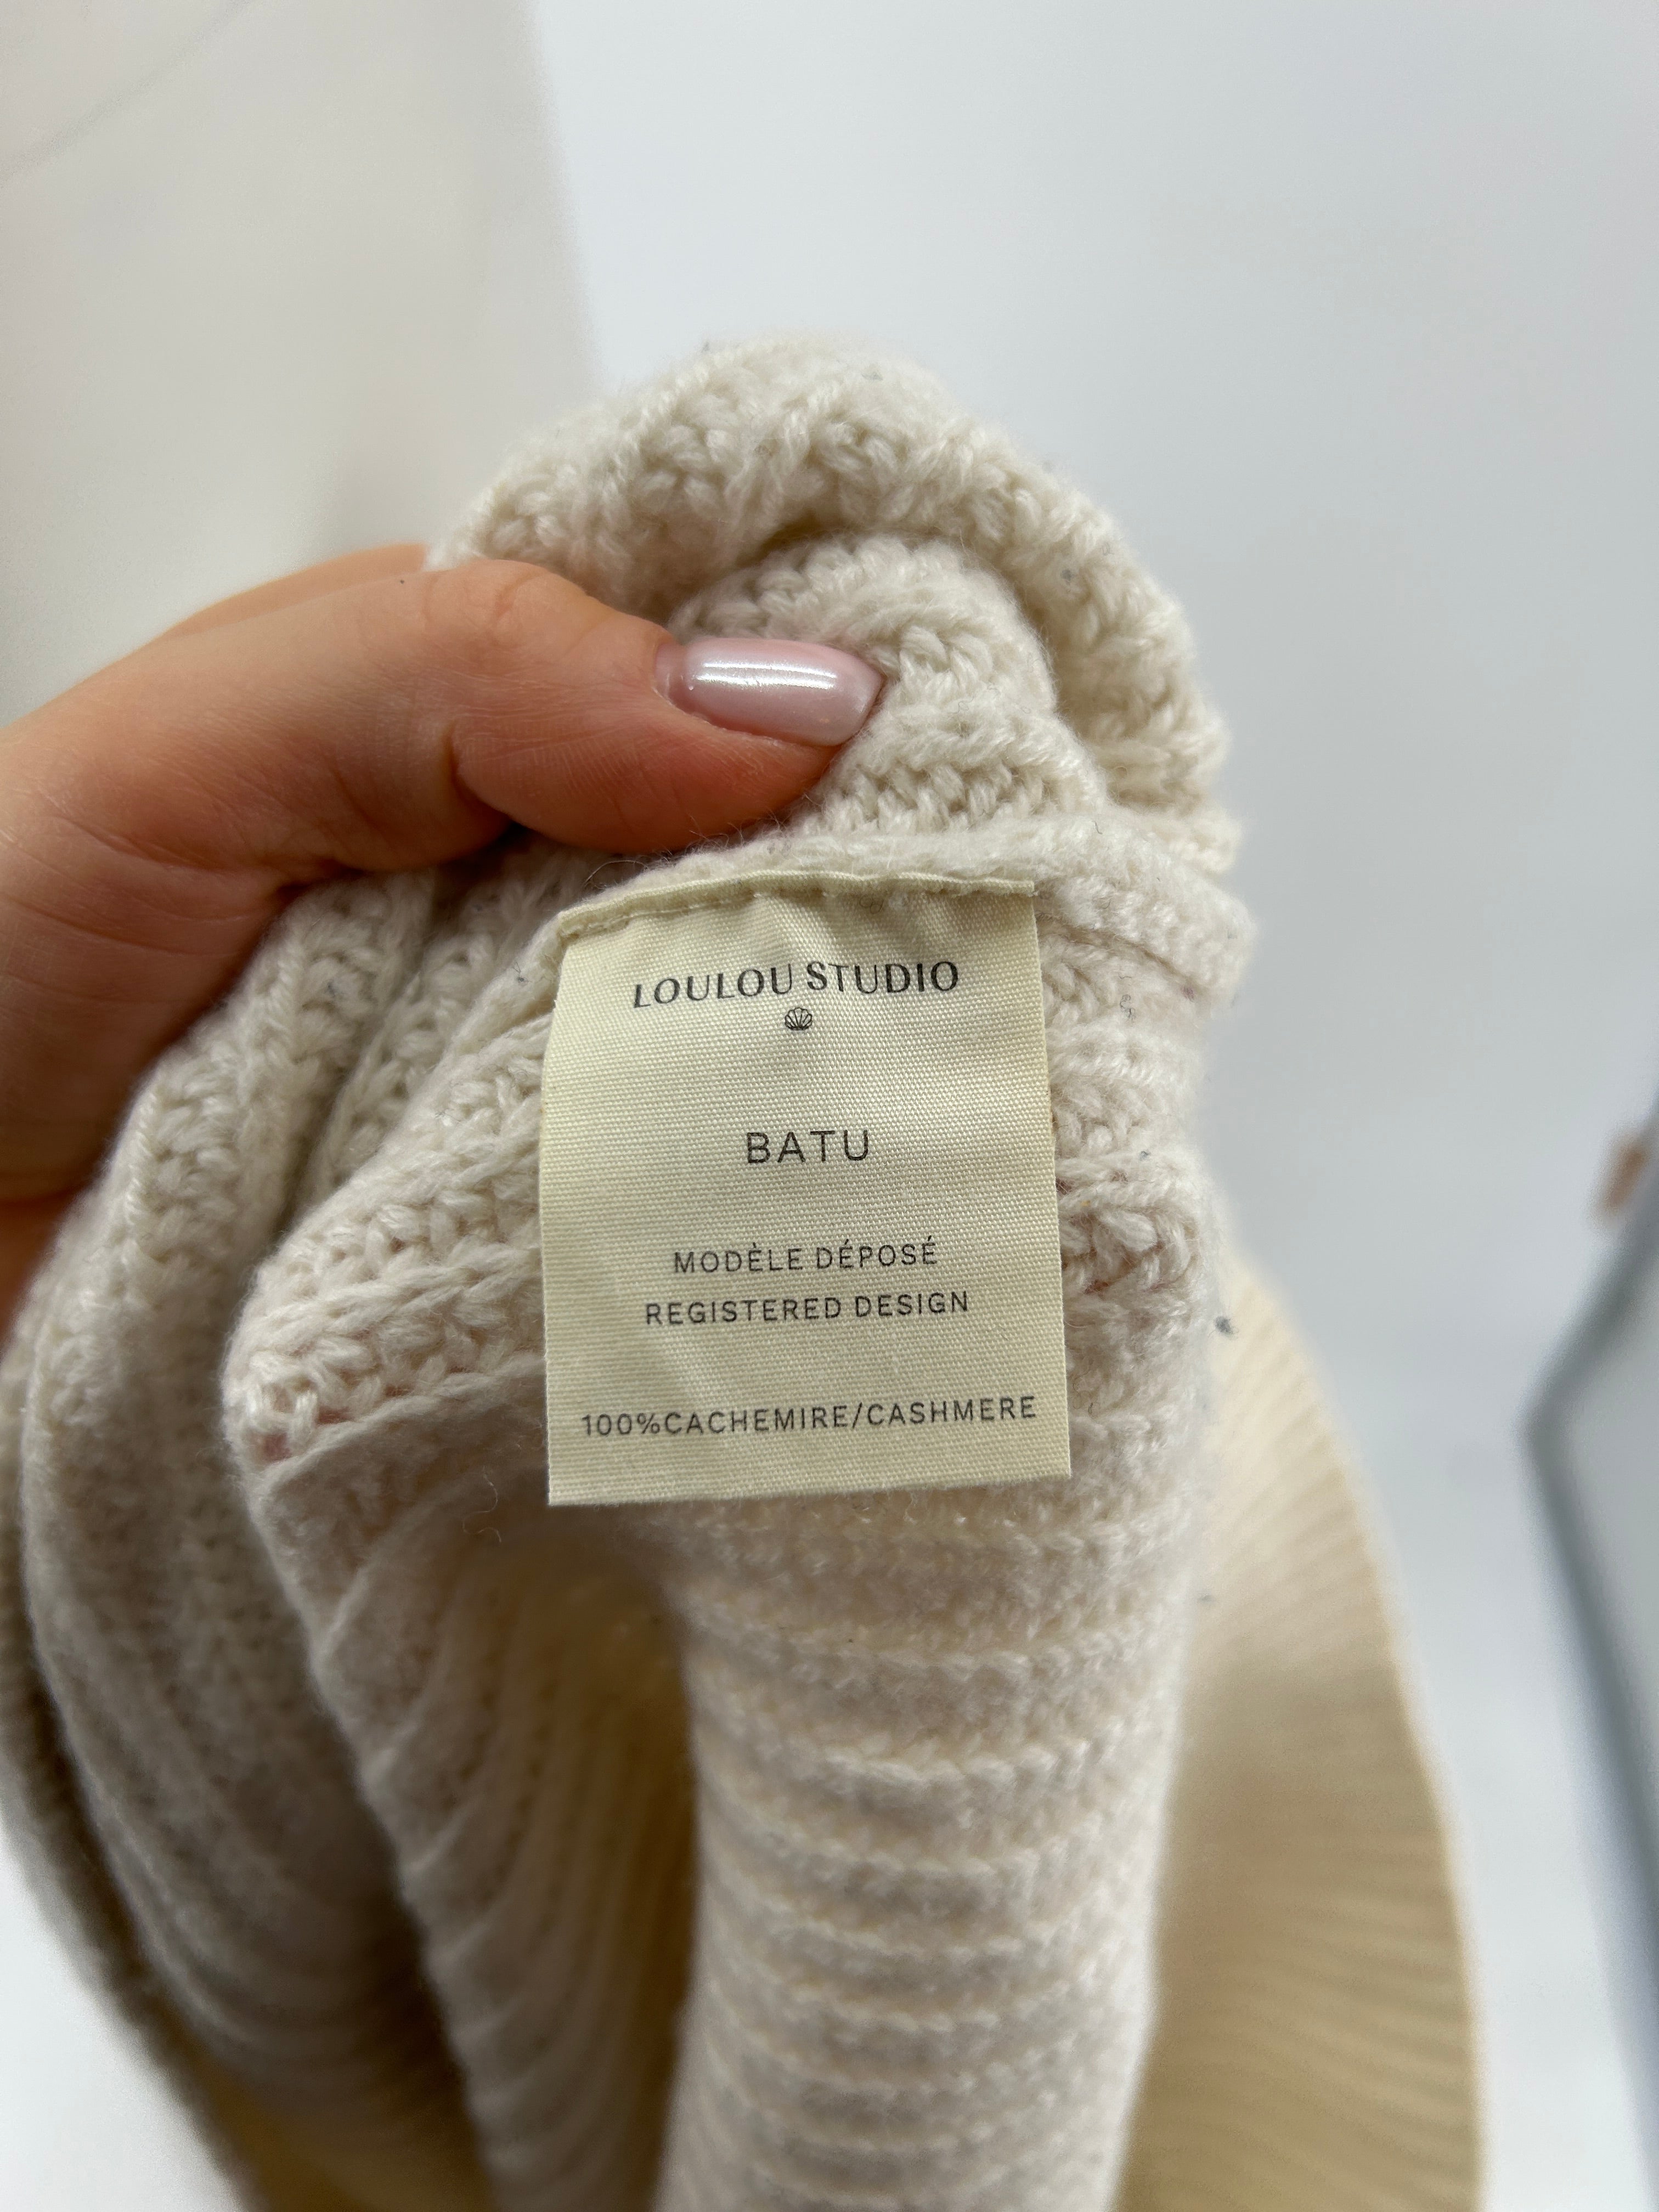 LOULOU STUDIO
BATU
MODÈLE DÉPOSÉ
REGISTERED DESIGN
100%CACHEMIRE/CASHMERE